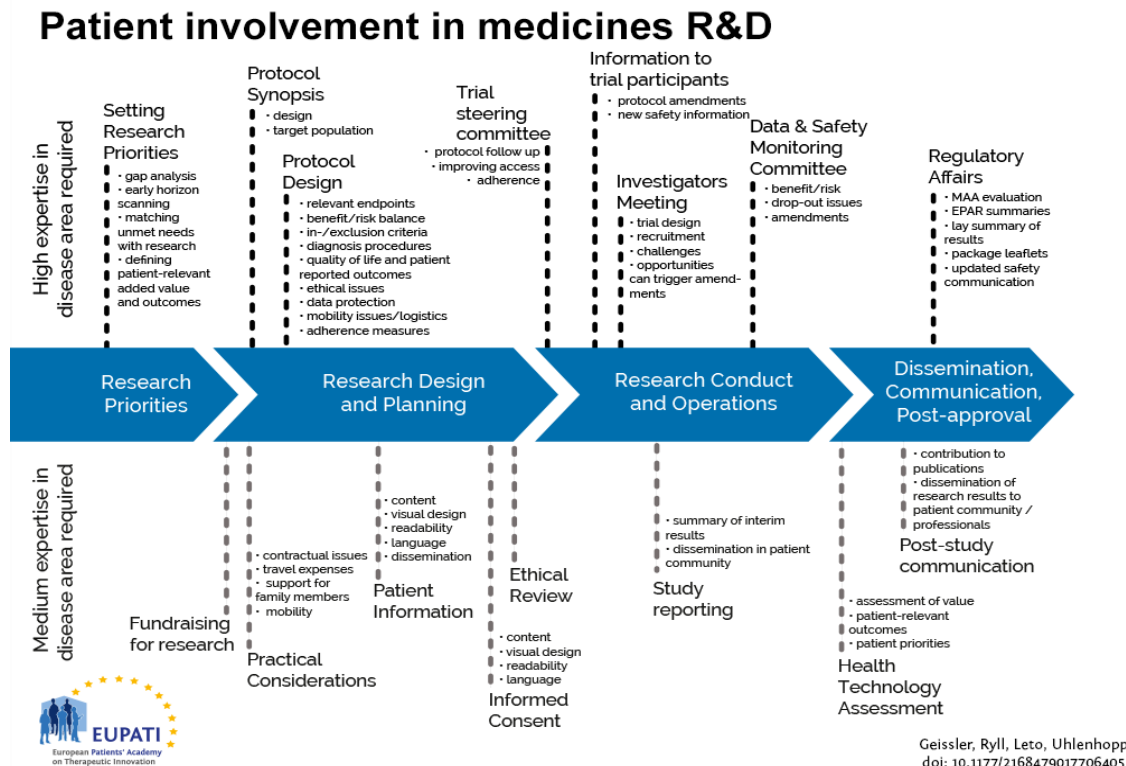 Patient involvement in medicines R&D
High expertise in
disease area required
Setting
Research
Priorities
• gap analysis
• early horizon
scanning
• matching
unmet needs
with research
• defining
patient-relevant
added value
and outcomes
Protocol
Synopsis
• design
• target population
Protocol
Design
• relevant endpoints
• benefit/risk balance
• in-/exclusion criteria
• diagnosis procedures
• quality of life and patient
reported outcomes
• ethical issues
• data protection
• mobility issues/logistics
• adherence measures
Trial
steering
committee
• protocol follow up
• improving access
• adherence
Information to
trial participants
• protocol amendments
• new safety information
Investigators
Meeting
• trial design
• recruitment
• challenges
• opportunities
can trigger amend-
ments
Data & Safety
Monitoring
Committee
• benefit/risk
• drop-out issues
• amendments
Regulatory
Affairs
• MAA evaluation
• EPAR summaries
• lay summary of
results
• package leaflets
• updated safety
communication
Research
Priorities
Research Design
and Planning
Research Conduct
and Operations
Dissemination,
Communication,
Post-approval
Medium expertise in
disease area required
Fundraising
for research
• contractual issues
• travel expenses
• support for
family members
• mobility
Practical
Considerations
• content
• visual design
• readability
• language
• dissemination
Patient
Information
Ethical
Review
• content
• visual design
• readability
• language
Informed
Consent
• summary of interim
results
• dissemination in patient
community
Study
reporting
• contribution to
publications
• dissemination of
research results to
patient community /
professionals
Post-study
communication
• assessment of value
• patient-relevant
outcomes
• patient priorities
Health
Technology
Assessment
EUPATI
European Patients' Academy
on Therapeutic Innovation
Geissler, Ryll, Leto, Uhlenhopp
doi: 10.1177/2168479017706405